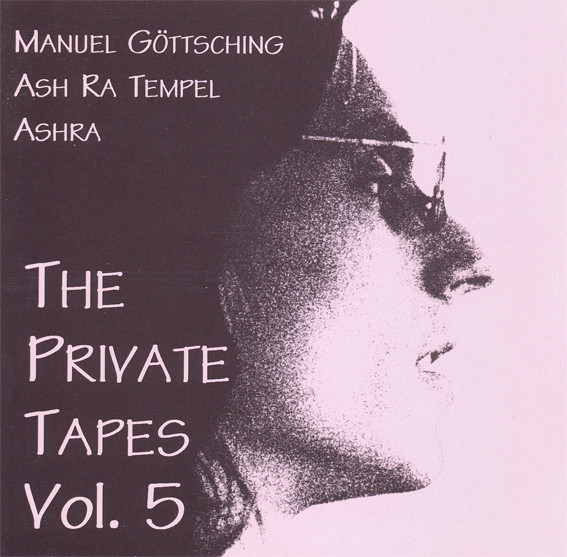 Manuel Göttsching
Ash Ra Tempel
Ashra
The
Private
Tapes
Vol. 5